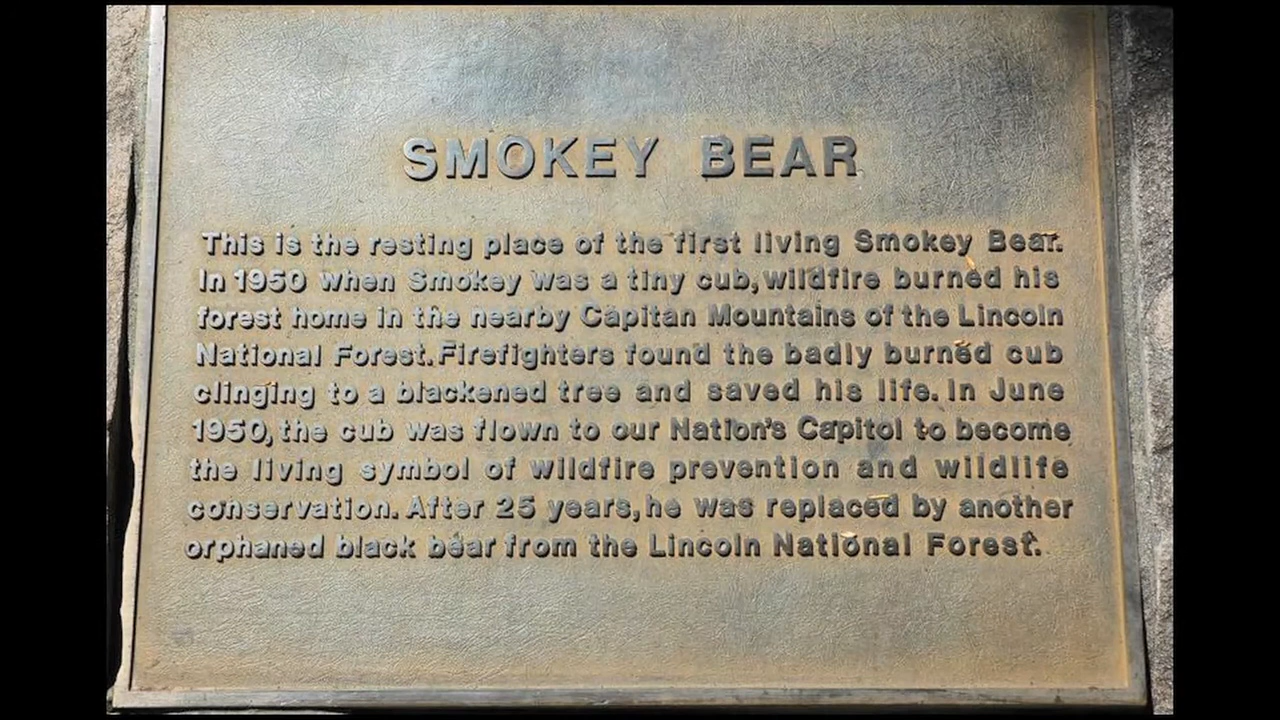 SMOKEY BEAR
This is the resting place of the first living Smokey Bear.
In 1950 when Smokey was a tiny cub, wildfire burned his
forest home in the nearby Capitan Mountains of the Lincoln
National Forest. Firefighters found the badly burned cub
clinging to a blackened tree and saved his life. In June
1950, the cub was flown to our Nation's Capitol to become
the living symbol of wildfire prevention and wildlife
conservation. After 25 years, he was replaced by another
orphaned black bear from the Lincoln National Forest.